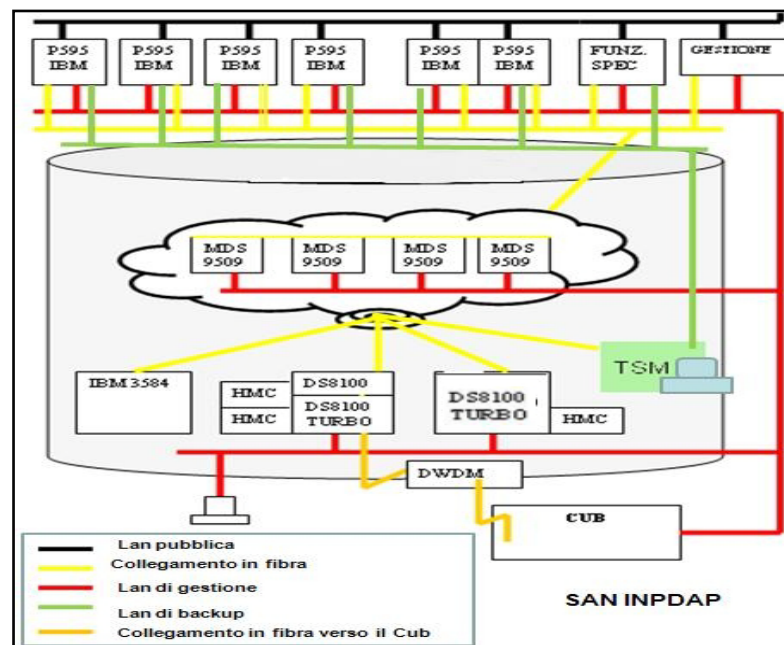 P595 P595 P595 P595 P595 P595 FUNZ. GESTIONE
IBM IBM IBM IBM IBM IBM SPEC
MDS MDS MDS MDS
9509 9509 9509 9509
TSM
IBM 3584
HMC
HMC
DS8100
DS8100
TURBO
DS8100
TURBO
HMC
DWDM
CUB
Lan pubblica
Collegamento in fibra
Lan di gestione
Lan di backup
Collegamento in fibra verso il Cub
SAN INPDAP